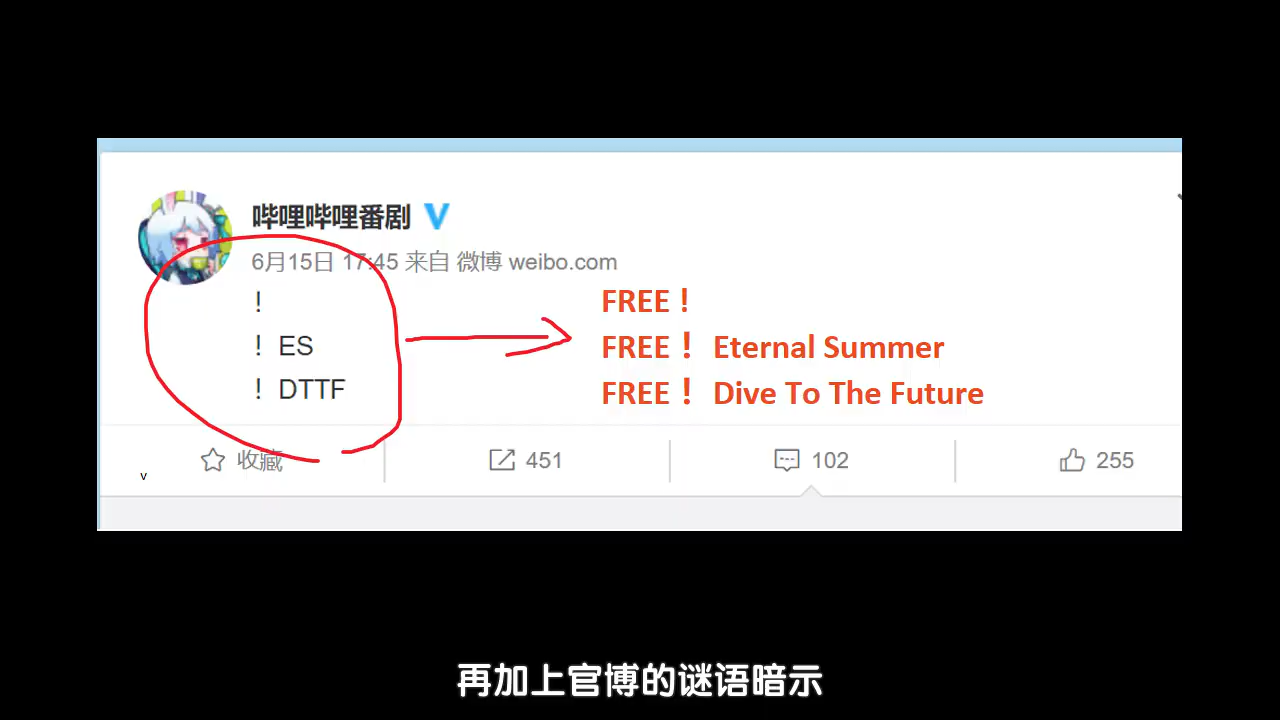 哔哩哔哩番剧 V
6月15日 17:45 来自 微博 weibo.com
！ FREE！
！ ES FREE！ Eternal Summer
！ DTTF FREE！ Dive To The Future
收藏 451 102 255
v
再加上官博的谜语暗示